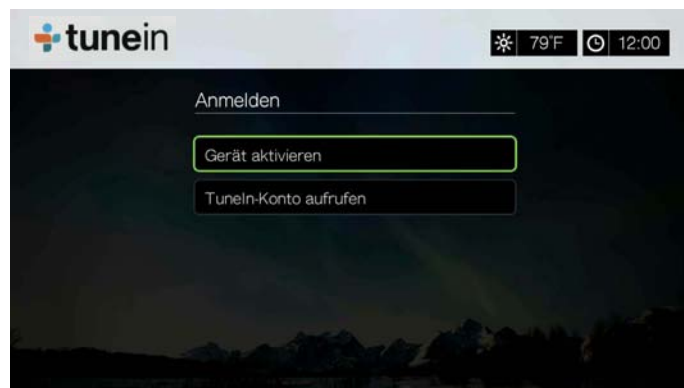 tunein
79°F 12:00
Anmelden
Gerät aktivieren
TuneIn-Konto aufrufen